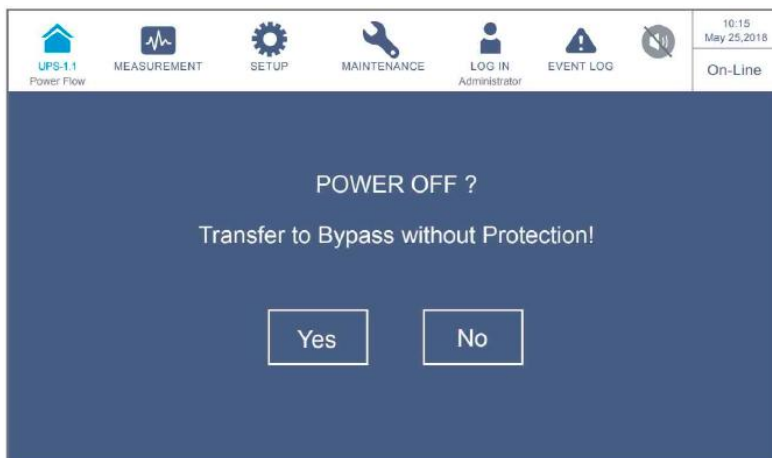 10:15
May 25,2018
UPS-1.1
Power Flow
MEASUREMENT
SETUP
MAINTENANCE
LOG IN
Administrator
EVENT LOG
On-Line
POWER OFF ?
Transfer to Bypass without Protection!
Yes
No